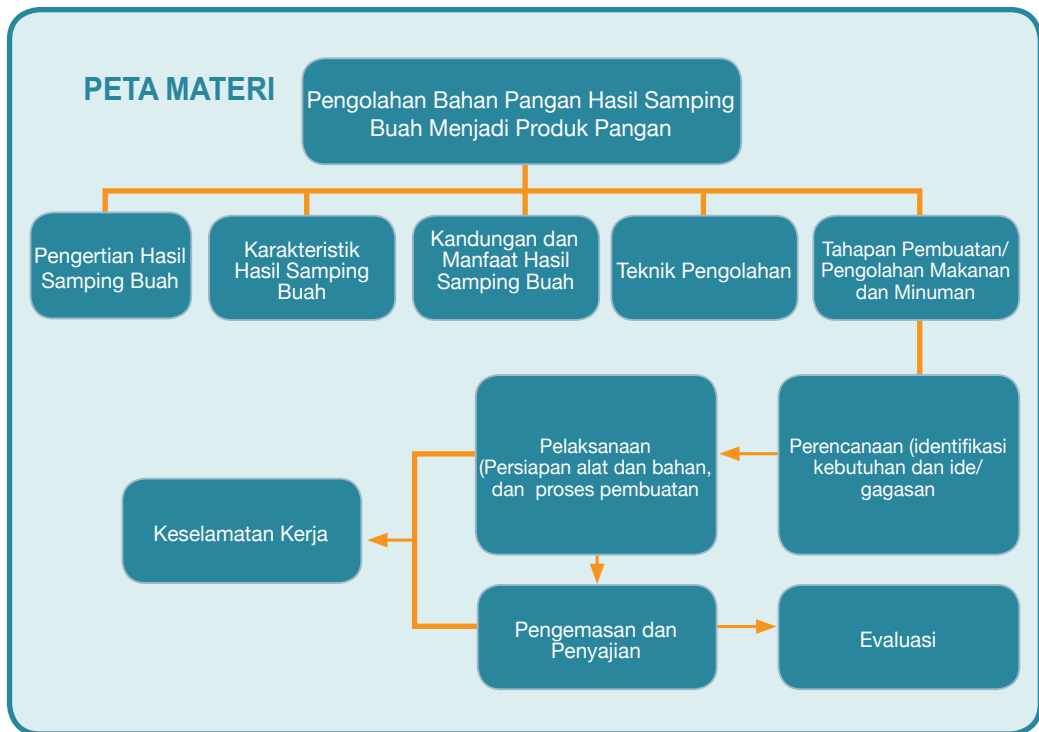 PETA MATERI
Pengolahan Bahan Pangan Hasil Samping
Buah Menjadi Produk Pangan
Pengertian Hasil
Samping Buah
Karakteristik
Hasil Samping
Buah
Kandungan dan
Manfaat Hasil
Samping Buah
Teknik Pengolahan
Tahapan Pembuatan/
Pengolahan Makanan
dan Minuman
Perencanaan (identifikasi
kebutuhan dan ide/
gagasan
Pelaksanaan
(Persiapan alat dan bahan,
dan proses pembuatan
Keselamatan Kerja
Pengemasan dan
Penyajian
Evaluasi